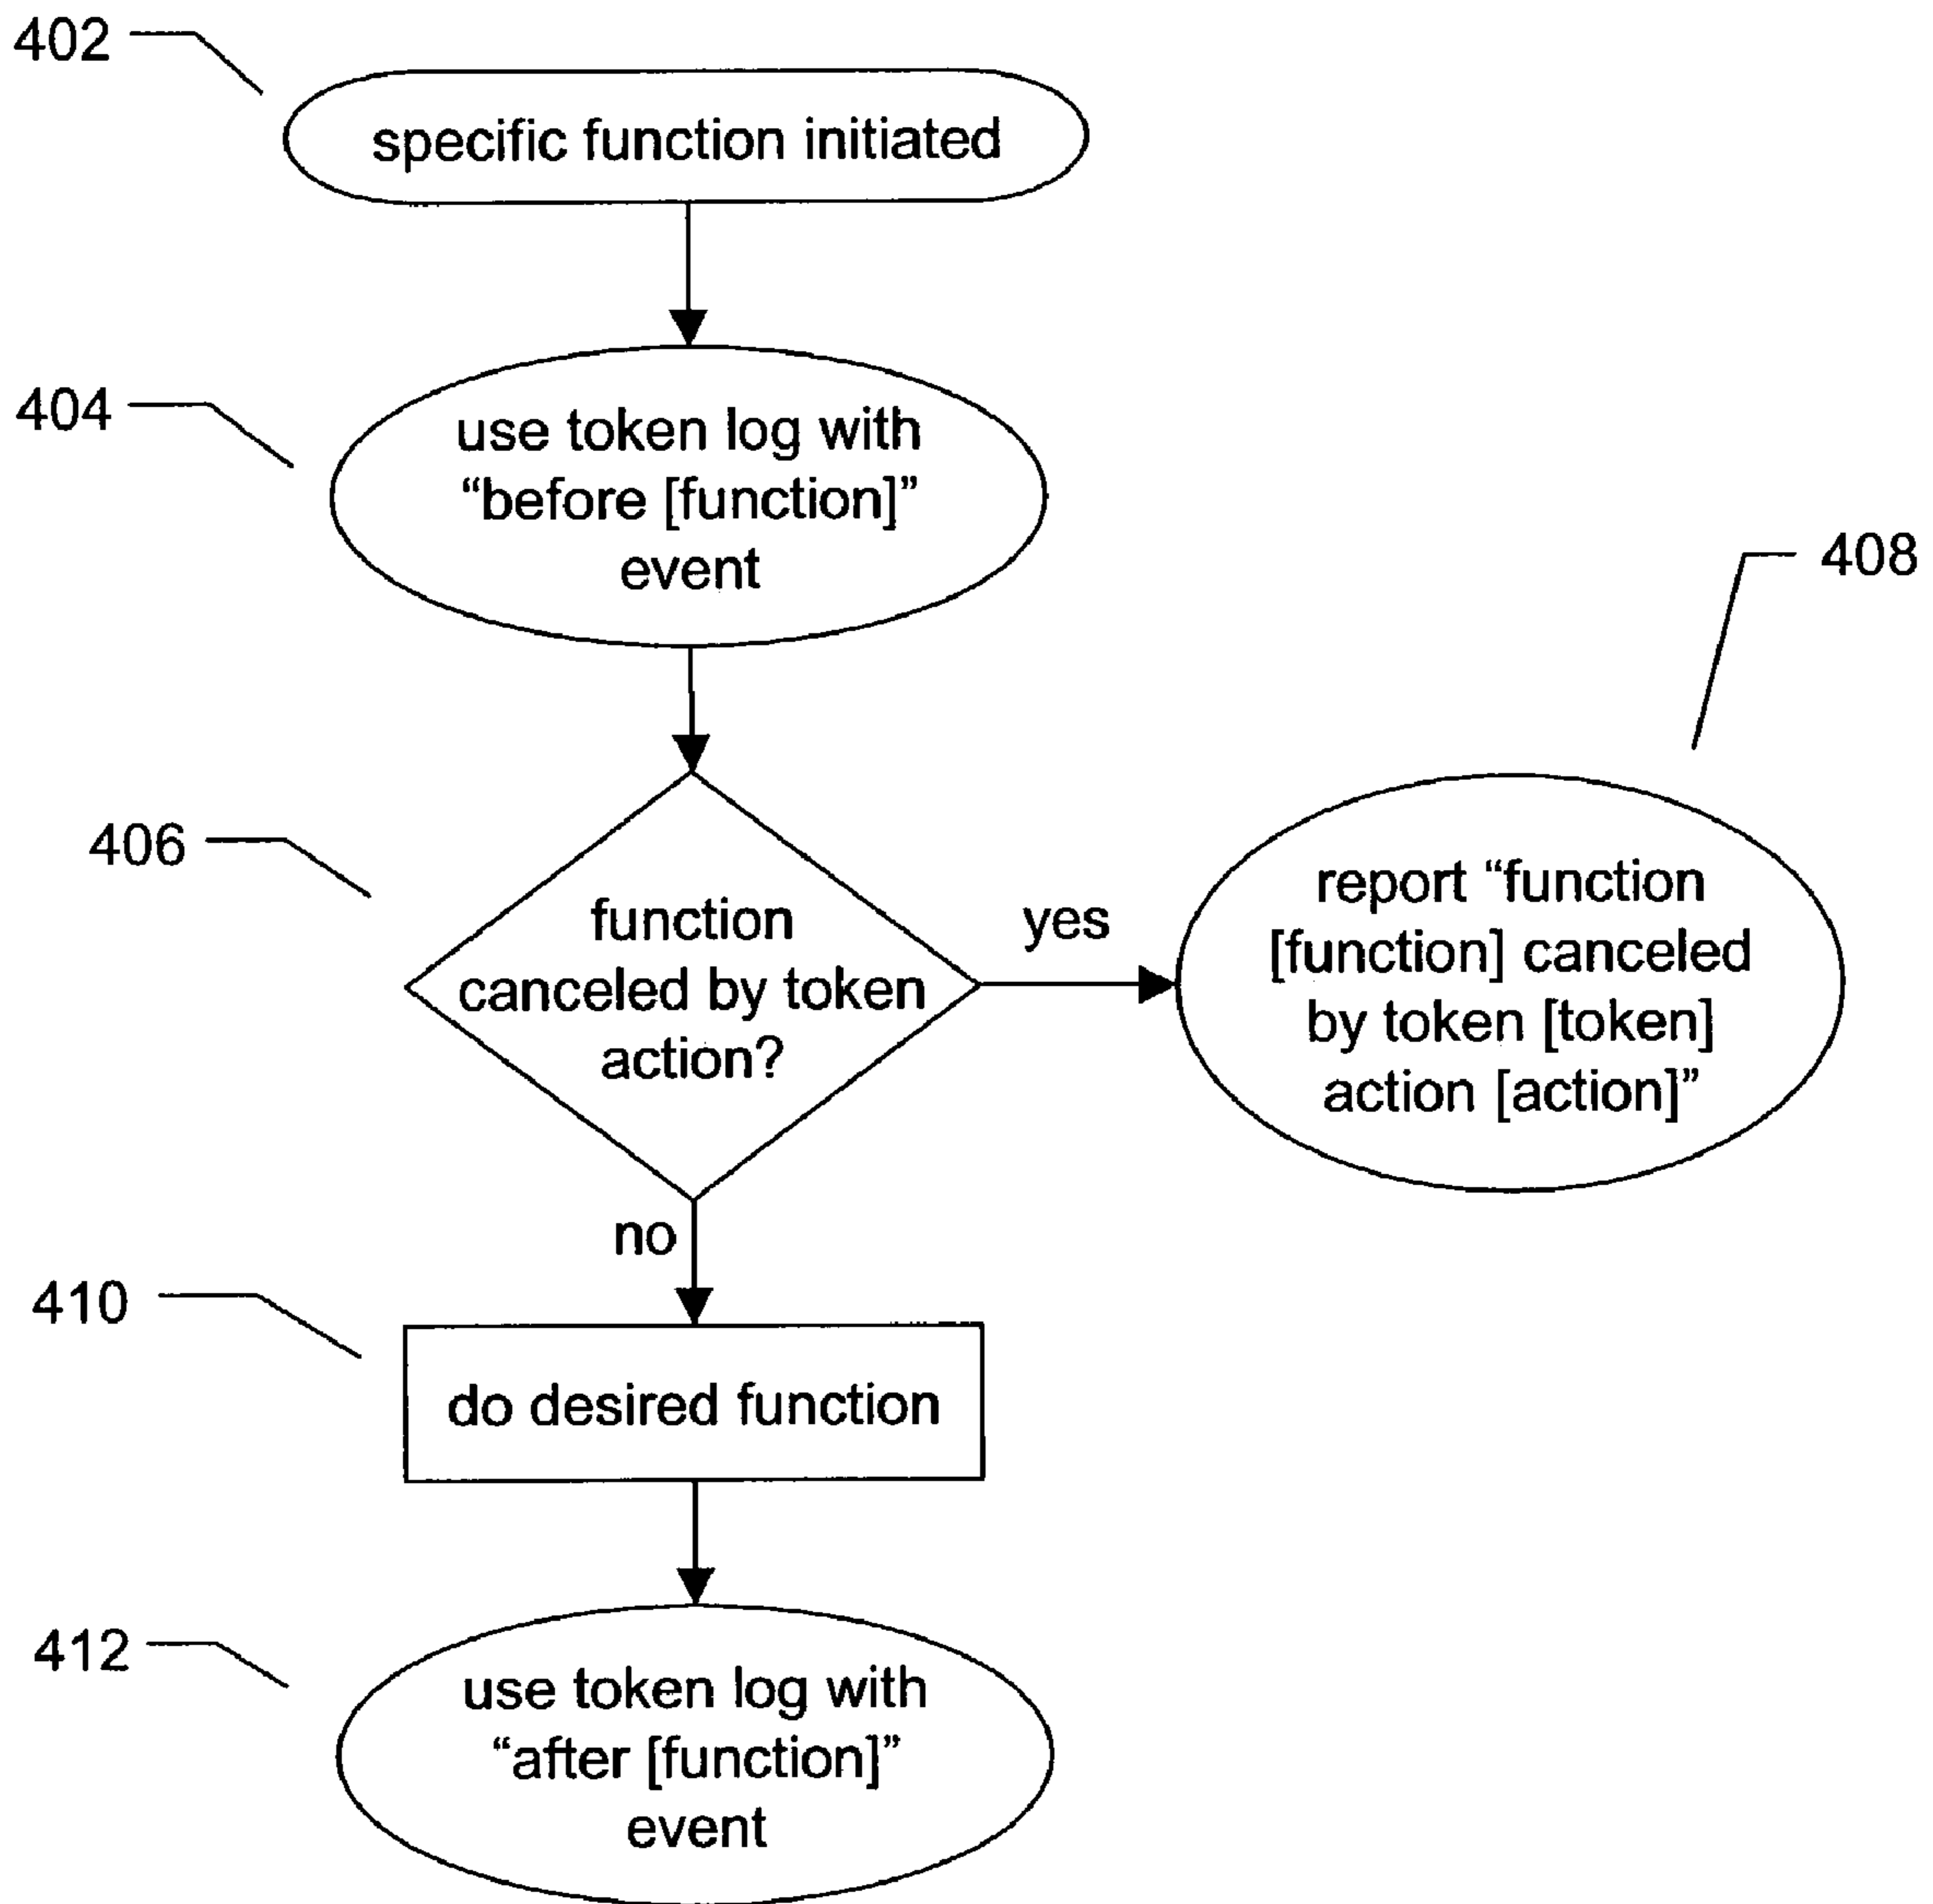 402
specific function initiated
404
use token log with
“before [function]”
event
408
406
function
canceled by token
action?
yes
report “function
[function] canceled
by token [token]
action [action]”
no
410
do desired function
412
use token log with
“after [function]”
event